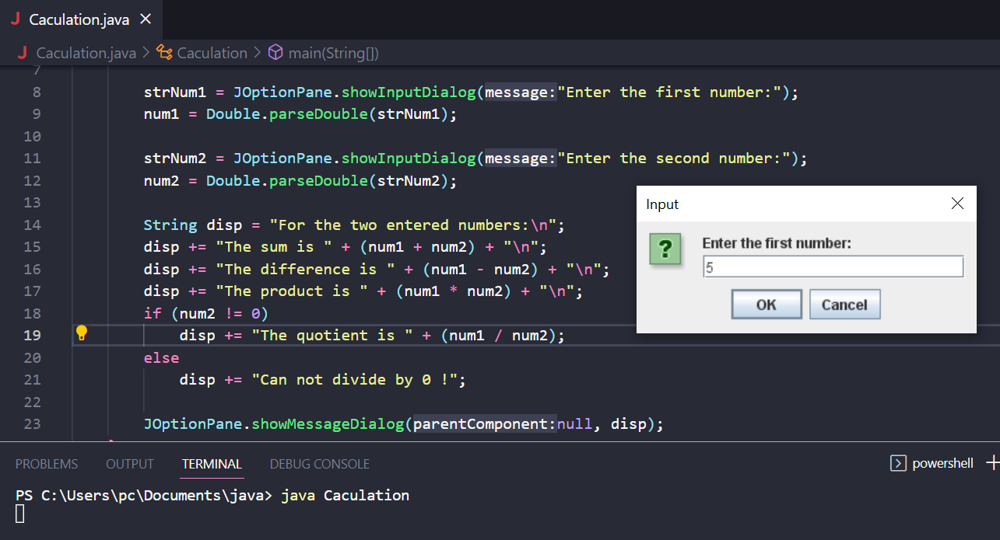 Caculation.java
Caculation.java > Caculation > main(String[])
7
8 strNum1 = JOptionPane.showInputDialog(message:"Enter the first number:");
9 num1 = Double.parseDouble(strNum1);
10
11 strNum2 = JOptionPane.showInputDialog(message:"Enter the second number:");
12 num2 = Double.parseDouble(strNum2);
13
14 String disp = "For the two entered numbers:\n";
15 disp += "The sum is " + (num1 + num2) + "\n";
16 disp += "The difference is " + (num1 - num2) + "\n";
17 disp += "The product is " + (num1 * num2) + "\n";
18 if (num2 != 0)
19 disp += "The quotient is " + (num1 / num2);
20 else
21 disp += "Can not divide by 0 !";
22
23 JOptionPane.showMessageDialog(parentComponent:null, disp);
Input
?
Enter the first number:
5
OK Cancel
PROBLEMS OUTPUT TERMINAL DEBUG CONSOLE powershell
PS C:\Users\pc\Documents\java> java Caculation